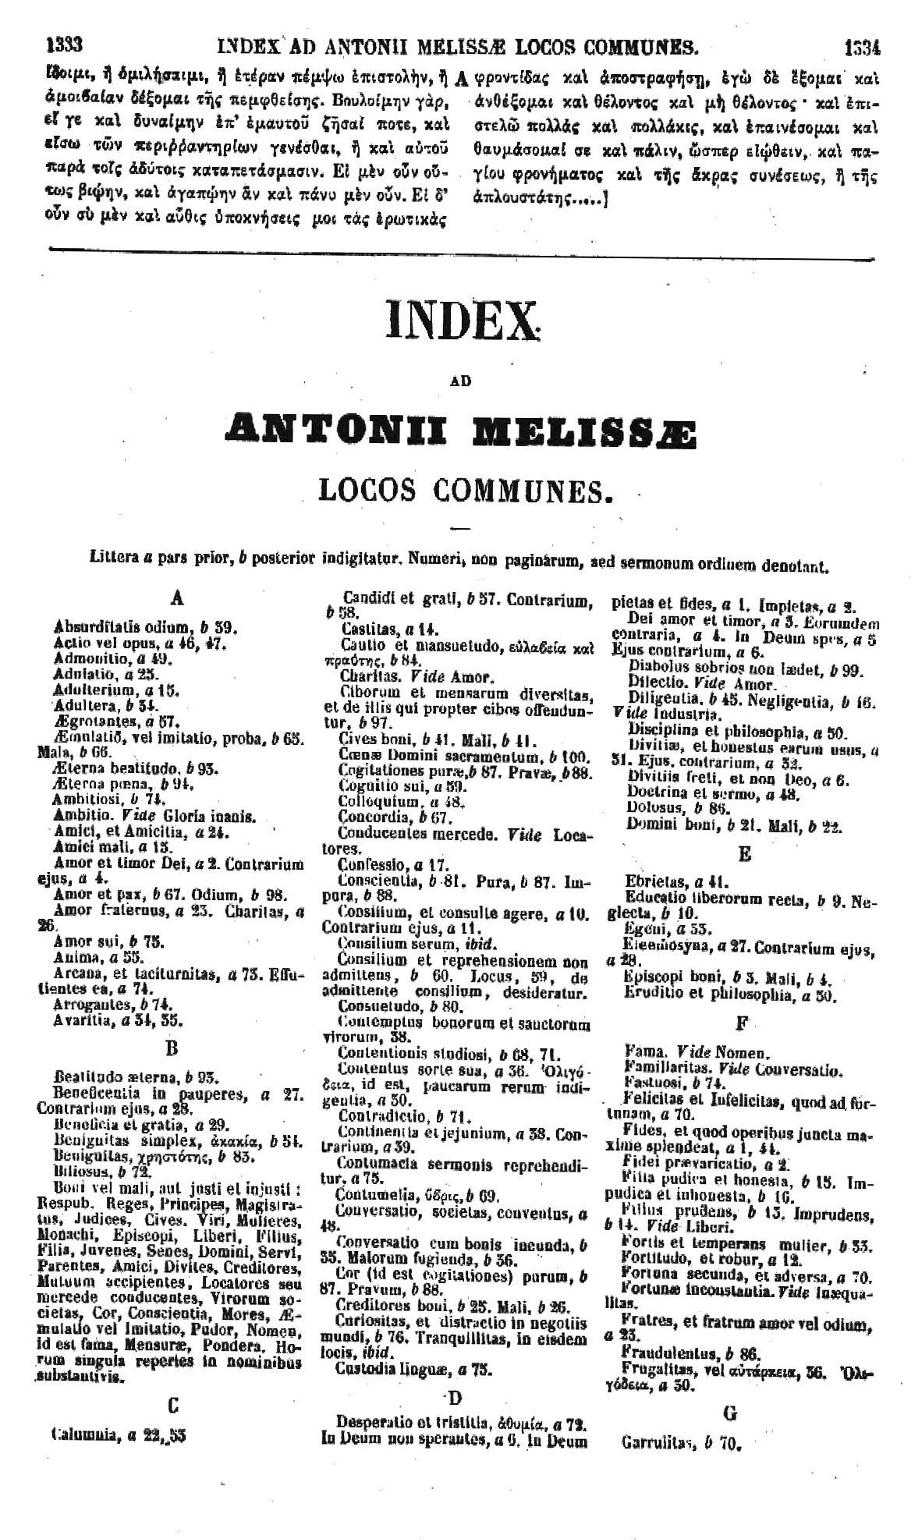 1333
INDEX AD ANTONII MELISSÆ LOCOS COMMUNES.
1334
ἴδοιμι, ἢ ὁμιλήσαιμι, ἢ ἑτέραν πέμψω ἐπιστολὴν, ἢ
ἀμοιβαίαν δέξομαι τῆς πεμφθείσης. Βουλοίμην γὰρ,
εἴ γε καὶ δυναίμην ἐπ' ἐμαυτοῦ ζῆσαί ποτε, καὶ
εἴσω τῶν περιῤῥαντηρίων γενέσθαι, ἢ καὶ αὐτοῦ
παρὰ τοῖς ἀδύτοις καταπετάσμασιν. Εἰ μὲν οὖν οὕ-
τως βιῴην, καὶ ἀγαπῴην ἂν καὶ πάνυ μὲν οὖν. Εἰ δ'
οὖν σὺ μὲν καὶ αὖθις ὑποκνήσεις μοι τὰς ἐρωτικὰς
A φροντίδας καὶ ἀποστραφήσῃ, ἐγὼ δὲ ἕξομαι καὶ
ἀνθέξομαι καὶ θέλοντος καὶ μὴ θέλοντος · καὶ ἐπι-
στελῶ πολλάς καὶ πολλάκις, καὶ ἐπαινέσομαι καὶ
θαυμάσομαί σε καὶ πάλιν, ὥσπερ εἰώθειν, καὶ πα-
γίου φρονήματος καὶ τῆς ἄκρας συνέσεως, ἢ τῆς
ἁπλουστάτης.....]
INDEX
AD
ANTONII MELISSÆ
LOCOS COMMUNES.
Littera a pars prior, b posterior indigitatur. Numeri, non paginarum, sed sermonum ordinem denotant.
A
Absurditatis odium, b 39.
Actio vel opus, a 46, 47.
Admonitio, a 49.
Adulatio, a 25.
Adulterium, a 15.
Adultera, b 34.
Ægrotantes, a 57.
Æmulatio, vel imitatio, proba, b 65.
Mala, b 66.
Æterna beatitudo, b 95.
Æterna pœna, b 94.
Ambitiosi, b 74.
Ambitio. Vide Gloria inanis.
Amici, et Amicitia, a 24.
Amici mali, a 15.
Amor et timor Dei, a 2. Contrarium
ejus, a 4.
Amor et pax, b 67. Odium, b 98.
Amor fraternus, a 23. Charitas, a
26.
Amor sui, b 75.
Anima, a 55.
Arcana, et taciturnitas, a 73. Effu-
tientes ea, a 74.
Arrogantes, b 74.
Avaritia, a 34, 35.
B
Beatitudo æterna, b 93.
Beneficentia in pauperes, a 27.
Contrarium ejus, a 28.
Beneficia et gratia, a 29.
Benignitas simplex, ἀκακία, b 54.
Benignitas, χρηστότης, b 83.
Biliosus, b 72.
Boni vel mali, aut justi et injusti :
Respub. Reges, Principes, Magistra-
tus, Judices, Cives. Viri, Mulieres,
Monachi, Episcopi, Liberi, Filius,
Filia, Juvenes, Senes, Domini, Servi,
Parentes, Amici, Divites, Creditores,
Mutuum accipientes, Locatores seu
mercede conducentes, Virorum so-
cietas, Cor, Conscientia, Mores, Æ-
mulatio vel Imitatio, Pudor, Nomen,
id est fama, Mensuræ, Pondera. Ho-
rum singula reperies in nominibus
substantivis.
C
Calumnia, a 22, 53
Candidi et grati, b 57. Contrarium,
b 58.
Castitas, a 14.
Cautio et mansuetudo, εὐλαβεία καὶ
πραότης, b 84.
Charitas. Vide Amor.
Ciborum et mensarum diversitas,
et de illis qui propter cibos offendun-
tur, b 97.
Cives boni, b 41. Mali, b 41.
Cœnæ Domini sacramentum, b 100.
Cogitationes puræ, b 87. Pravæ, b 88.
Cognitio sui, a 59.
Colloquium, a 48.
Concordia, b 67.
Conducentes mercede. Vide Loca-
tores.
Confessio, a 17.
Conscientia, b 81. Pura, b 87. Im-
pura, b 88.
Consilium, et consulte agere, a 10.
Contrarium ejus, a 11.
Consilium serum, ibid.
Consilium et reprehensionem non
admittens, b 60. Locus, 59, de
admittente consilium, desideratur.
Consuetudo, b 80.
Contemptus bonorum et sanctorum
virorum, 38.
Contentionis studiosi, b 68, 71.
Contentus sorte sua, a 36. Ὀλιγό-
δεια, id est, paucarum rerum indi-
gentia, a 50.
Contradictio, b 71.
Continentia et jejunium, a 38. Con-
trarium, a 39.
Contumacia sermonis reprehendi-
tur, a 75.
Contumelia, ὕβρις, b 69.
Conversatio, societas, conventus, a
48.
Conversatio cum bonis jucunda, b
35. Malorum fugienda, b 36.
Cor (id est cogitationes) purum, b
87. Pravum, b 88.
Creditores boni, b 25. Mali, b 26.
Curiositas, et distractio in negotiis
mundi, b 76. Tranquillitas, in eisdem
locis, ibid.
Custodia linguæ, a 73.
D
Desperatio et tristitia, ἀθυμία, a 72.
In Deum non sperantes, a 6. In Deum
pietas et fides, a 1. Impietas, a 2.
Dei amor et timor, a 3. Eorumdem
contraria, a 4. In Deum spes, a 5
Ejus contrarium, a 6.
Diabolus sobrios non lædet, b 99.
Dilectio. Vide Amor.
Diligentia, b 45. Negligentia, b 46.
Vide Industria.
Disciplina et philosophia, a 50.
Divitiæ, et honestus earum usus, a
31. Ejus, contrarium, a 32.
Divitiis freti, et non Deo, a 6.
Doctrina et sermo, a 48.
Dolosus, b 86.
Domini boni, b 21. Mali, b 22.
E
Ebrietas, a 41.
Educatio liberorum recta, b 9. Ne-
glecta, b 10.
Egeni, a 53.
Eleemosyna, a 27. Contrarium ejus,
a 28.
Episcopi boni, b 3. Mali, b 4.
Eruditio et philosophia, a 50.
F
Fama. Vide Nomen.
Familiaritas. Vide Conversatio.
Fastuosi, b 74.
Felicitas et Infelicitas, quod ad for-
tunam, a 70.
Fides, et quod operibus juncta ma-
xime splendeat, a 1, 44.
Fidei prævaricatio, a 2.
Filia pudica et honesta, b 15. Im-
pudica et inhonesta, b 16.
Filius prudens, b 13. Imprudens,
b 14. Vide Liberi.
Fortis et temperans mulier, b 33.
Fortitudo, et robur, a 12.
Fortuna secunda, et adversa, a 70.
Fortunæ inconstantia. Vide Inæqua-
litas.
Fratres, et fratrum amor vel odium,
a 23.
Fraudulentus, b 86.
Frugalitas, vel αὐτάρκεια, 36. Ὀλι-
γόδεια, a 50.
G
Garrulitas, b 70.